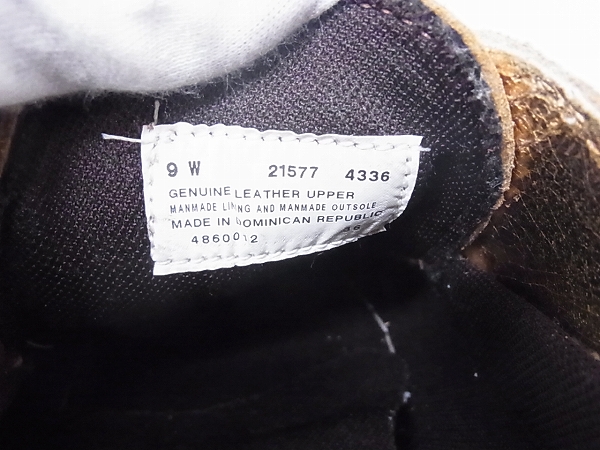 9 W 21577 4336
GENUINE LEATHER UPPER
MANMADE LINING AND MANMADE OUTSOLE
MADE IN DOMINICAN REPUBLIC
4860012